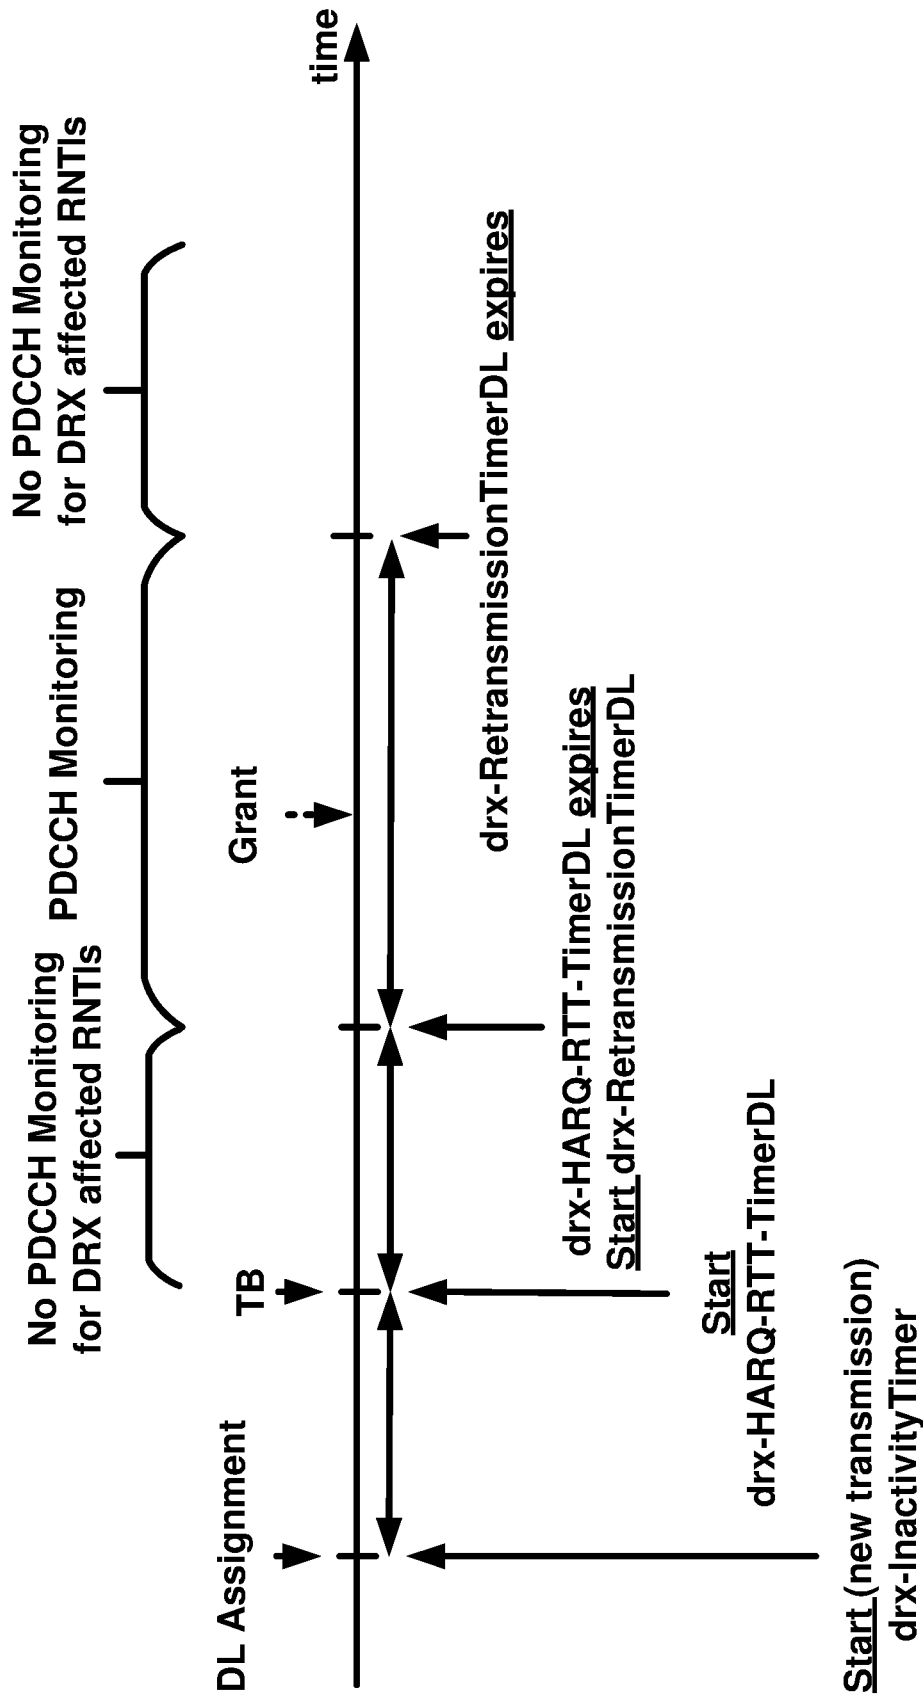 No PDCCH Monitoring
for DRX affected RNTIs
PDCCH Monitoring
No PDCCH Monitoring
for DRX affected RNTIs
DL Assignment
TB
Grant
time
drx-RetransmissionTimerDL expires
drx-HARQ-RTT-TimerDL expires
Start drx-RetransmissionTimerDL
Start
drx-HARQ-RTT-TimerDL
Start (new transmission)
drx-InactivityTimer